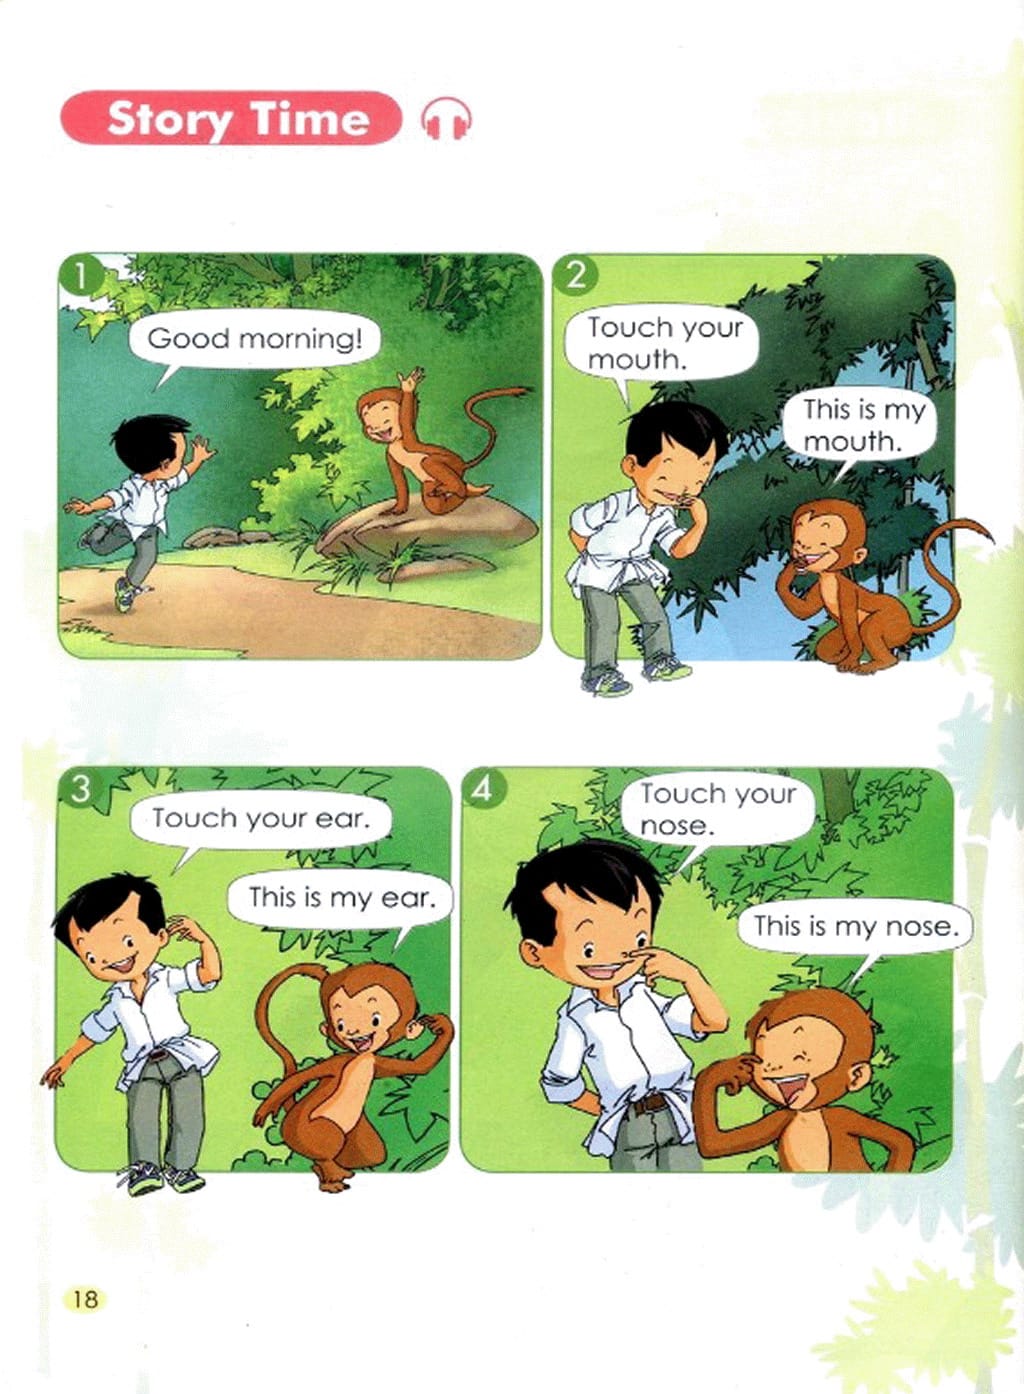 Story Time
1
Good morning!
2
Touch your
mouth.
This is my
mouth.
3
Touch your ear.
This is my ear.
4
Touch your
nose.
This is my nose.
18